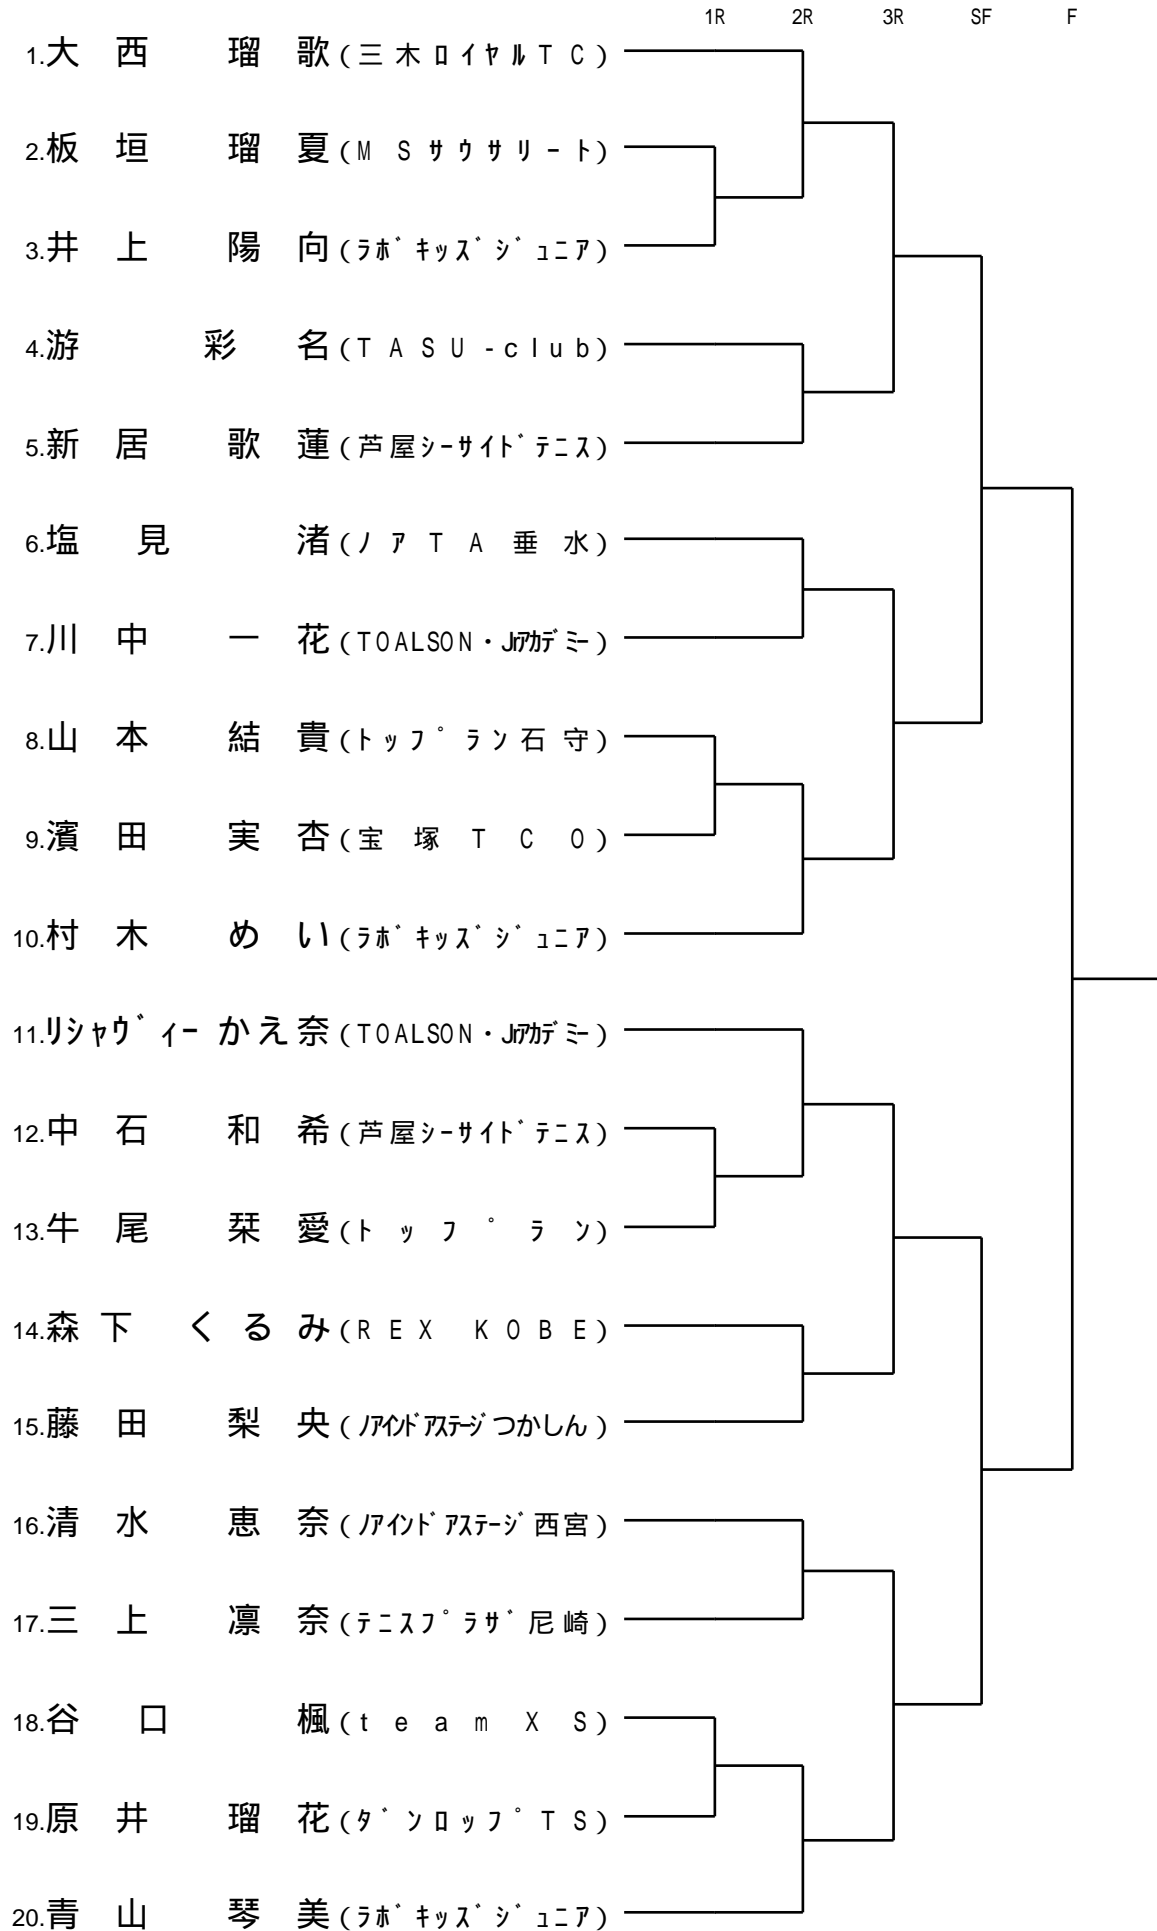 1R 2R 3R SF F
1.大西 瑠歌(三木ロイヤルTC)
2.板垣 瑠夏(MSサウサリート)
3.井上 陽向(ラボキッズジュニア)
4.游 彩名(TASU-club)
5.新居 歌蓮(芦屋シーサイドテニス)
6.塩見 渚(ノアTA垂水)
7.川中 一花(TOALSON・Jrアカデミー)
8.山本 結貴(トップラン石守)
9.濱田 実杏(宝塚TCO)
10.村木 めい(ラボキッズジュニア)
11.リシャヴィー かえ奈(TOALSON・Jrアカデミー)
12.中石 和希(芦屋シーサイドテニス)
13.牛尾 栞愛(トップラン)
14.森下 くるみ(REX KOBE)
15.藤田 梨央(ノアインドアステージつかしん)
16.清水 恵奈(ノアインドアステージ西宮)
17.三上 凛奈(テニスプラザ尼崎)
18.谷口 楓(team XS)
19.原井 瑠花(ダンロップTS)
20.青山 琴美(ラボキッズジュニア)